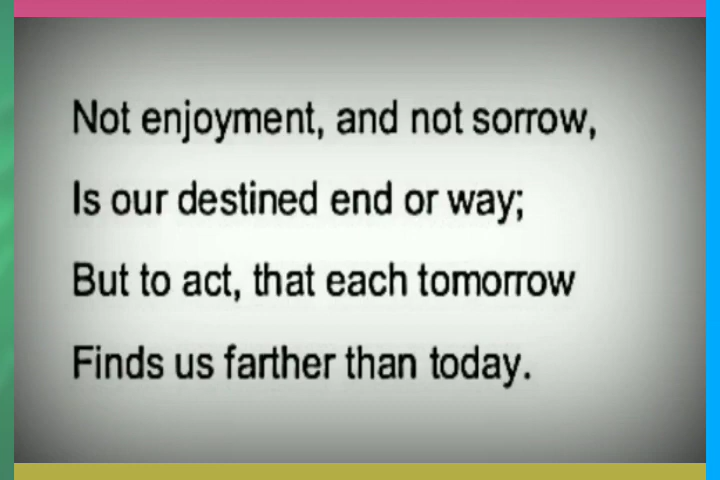 Not enjoyment, and not sorrow,
Is our destined end or way;
But to act, that each tomorrow
Finds us farther than today.